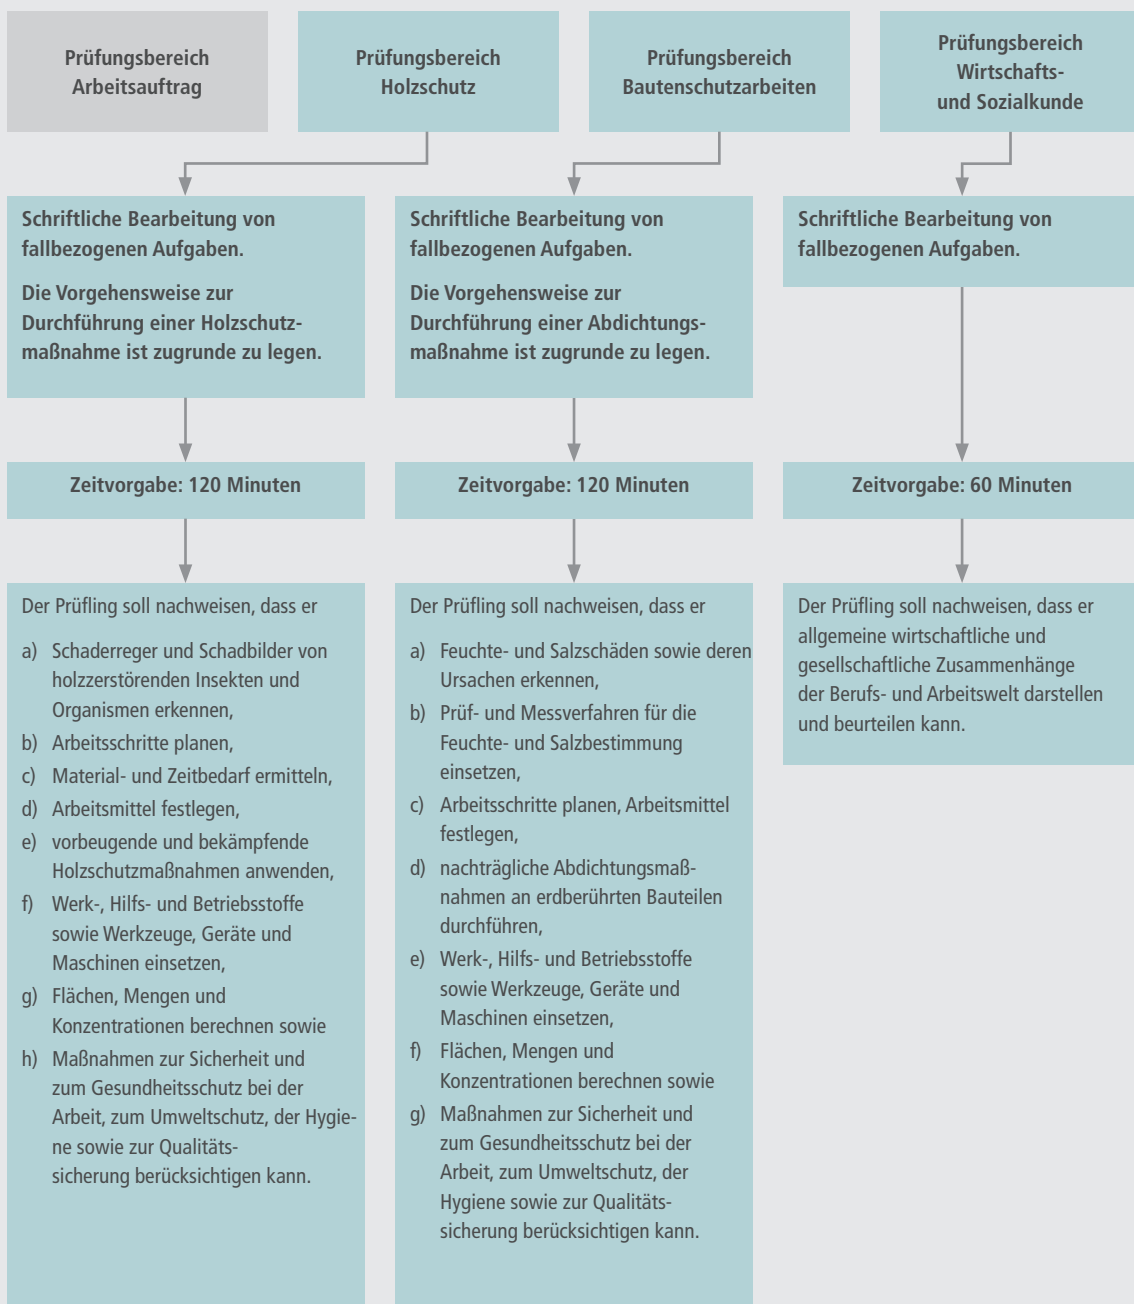 Prüfungsbereich
Arbeitsauftrag
Prüfungsbereich
Holzschutz
Prüfungsbereich
Bautenschutzarbeiten
Prüfungsbereich
Wirtschafts-
und Sozialkunde
Schriftliche Bearbeitung von
fallbezogenen Aufgaben.
Die Vorgehensweise zur
Durchführung einer Holzschutz-
maßnahme ist zugrunde zu legen.
Schriftliche Bearbeitung von
fallbezogenen Aufgaben.
Die Vorgehensweise zur
Durchführung einer Abdichtungs-
maßnahme ist zugrunde zu legen.
Schriftliche Bearbeitung von
fallbezogenen Aufgaben.
Zeitvorgabe: 120 Minuten
Zeitvorgabe: 120 Minuten
Zeitvorgabe: 60 Minuten
Der Prüfling soll nachweisen, dass er
a) Schaderreger und Schadbilder von
holzzerstörenden Insekten und
Organismen erkennen,
b) Arbeitsschritte planen,
c) Material- und Zeitbedarf ermitteln,
d) Arbeitsmittel festlegen,
e) vorbeugende und bekämpfende
Holzschutzmaßnahmen anwenden,
f) Werk-, Hilfs- und Betriebsstoffe
sowie Werkzeuge, Geräte und
Maschinen einsetzen,
g) Flächen, Mengen und
Konzentrationen berechnen sowie
h) Maßnahmen zur Sicherheit und
zum Gesundheitsschutz bei der
Arbeit, zum Umweltschutz, der Hygie-
ne sowie zur Qualitäts-
sicherung berücksichtigen kann.
Der Prüfling soll nachweisen, dass er
a) Feuchte- und Salzschäden sowie deren
Ursachen erkennen,
b) Prüf- und Messverfahren für die
Feuchte- und Salzbestimmung
einsetzen,
c) Arbeitsschritte planen, Arbeitsmittel
festlegen,
d) nachträgliche Abdichtungsmaß-
nahmen an erdberührten Bauteilen
durchführen,
e) Werk-, Hilfs- und Betriebsstoffe
sowie Werkzeuge, Geräte und
Maschinen einsetzen,
f) Flächen, Mengen und
Konzentrationen berechnen sowie
g) Maßnahmen zur Sicherheit und
zum Gesundheitsschutz bei der
Arbeit, zum Umweltschutz, der
Hygiene sowie zur Qualitäts-
sicherung berücksichtigen kann.
Der Prüfling soll nachweisen, dass er
allgemeine wirtschaftliche und
gesellschaftliche Zusammenhänge
der Berufs- und Arbeitswelt darstellen
und beurteilen kann.